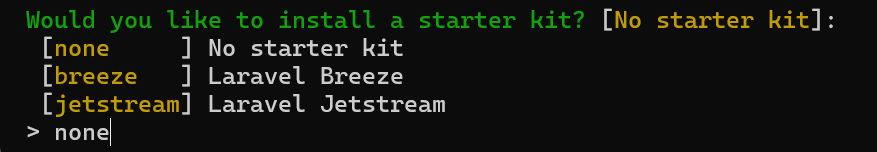 Would you like to install a starter kit? [No starter kit]:
[none     ] No starter kit
[breeze   ] Laravel Breeze
[jetstream] Laravel Jetstream
> none